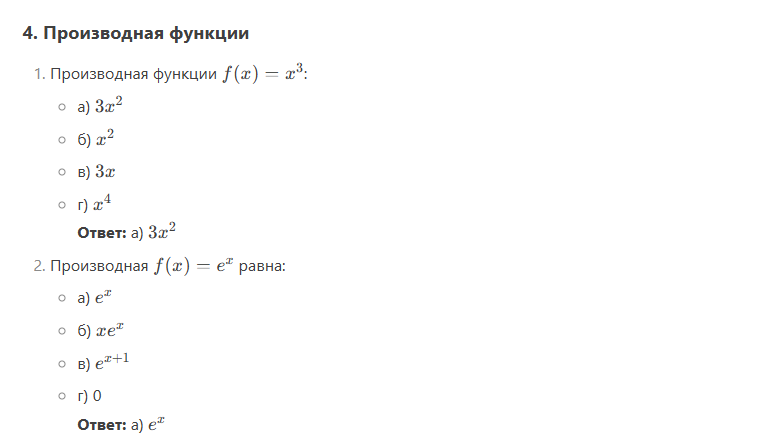 4. Производная функции
1. Производная функции f(x) = x³:
а) 3x²
б) x²
в) 3x
г) x⁴
Ответ: а) 3x²
2. Производная f(x) = eˣ равна:
а) eˣ
б) xeˣ
в) eˣ⁺¹
г) 0
Ответ: а) eˣ